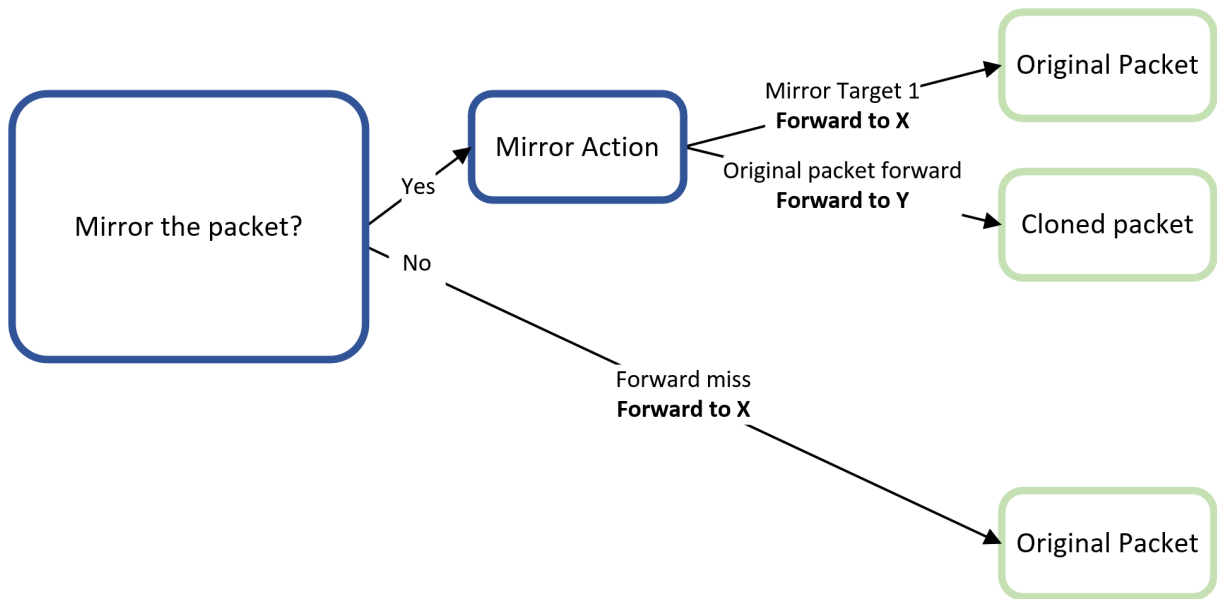 Original Packet
Mirror Target 1
Forward to X
Mirror Action
Original packet forward
Forward to Y
Yes
Mirror the packet?
Cloned packet
No
Forward miss
Forward to X
Original Packet